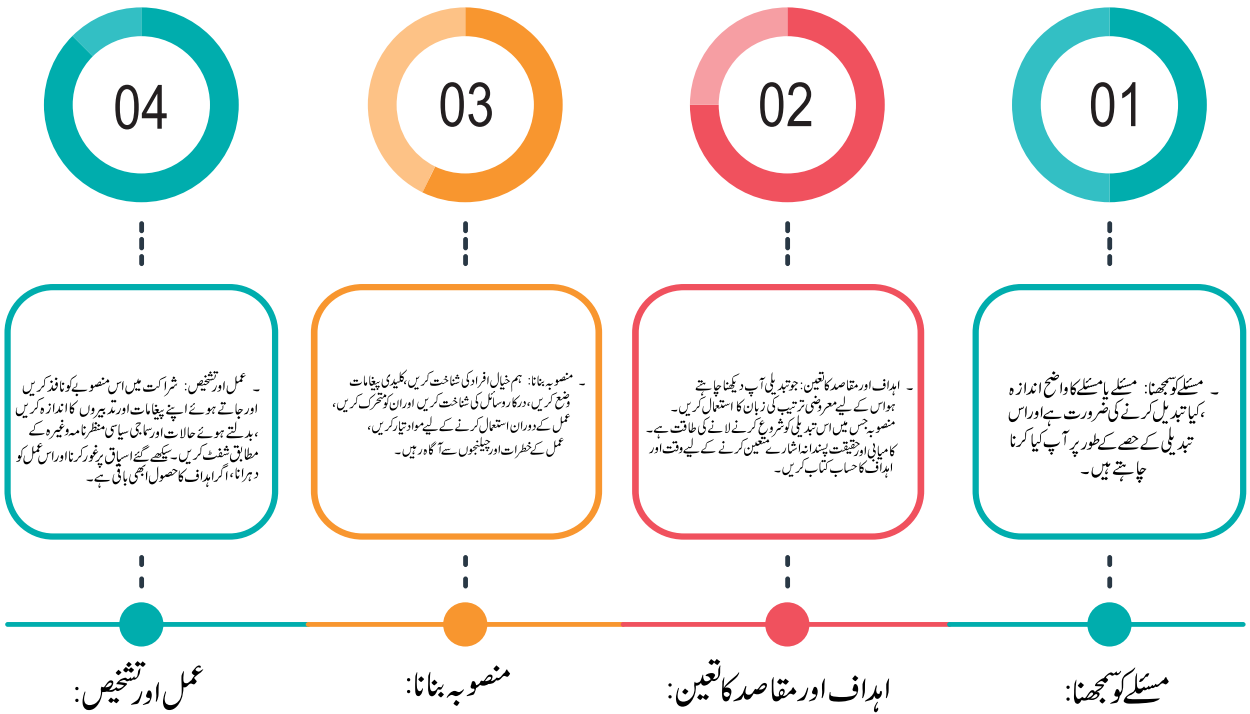 01
۔ مسئلے کو سمجھنا: مسئلے یا مسئلے کا واضح اندازہ
،کیا تبدیل کرنے کی ضرورت ہے اور اس
تبدیلی کے حصے کے طور پر آپ کیا کرنا
چاہتے ہیں ۔
مسئلے کو سمجھنا:
02
۔ اہداف اور مقاصد کا تعین: جو تبدیلی آپ دیکھنا چاہتے
ہو اس کے لیے معروضی ترتیب کی زبان کا استعمال کریں۔
منصوبہ جس میں اس تبدیلی کو شروع کرنے لانے کی طاقت ہے۔
کامیابی اور حقیقت پسندانہ اشارے متعین کرنے کے لیے وقت اور
اہداف کا حساب کتاب کریں۔
اہداف اور مقاصد کا تعین:
03
۔ منصوبہ بنانا: ہم خیال افراد کی شناخت کریں، کلیدی پیغامات
وضع کریں، درکار وسائل کی شناخت کریں اور ان کو متحرک کریں،
عمل کے دوران استعمال کرنے کے لیے مواد تیار کریں،
عمل کے خطرات اور چیلنجوں سے آگاہ رہیں۔
منصوبہ بنانا:
04
۔ عمل اور تشخیص: شراکت میں اس منصوبے کو نافذ کریں
اور جاتے ہوئے اپنے پیغامات اور تدبیروں کا اندازہ کریں
،بدلتے ہوئے حالات اور سماجی سیاسی منظر نامہ وغیرہ کے
مطابق شفٹ کریں۔ سیکھے گئے اسباق پر غور کرنا اور اس عمل کو
دہرانا، اگر اہداف کا حصول ابھی باقی ہے۔
عمل اور تشخیص: